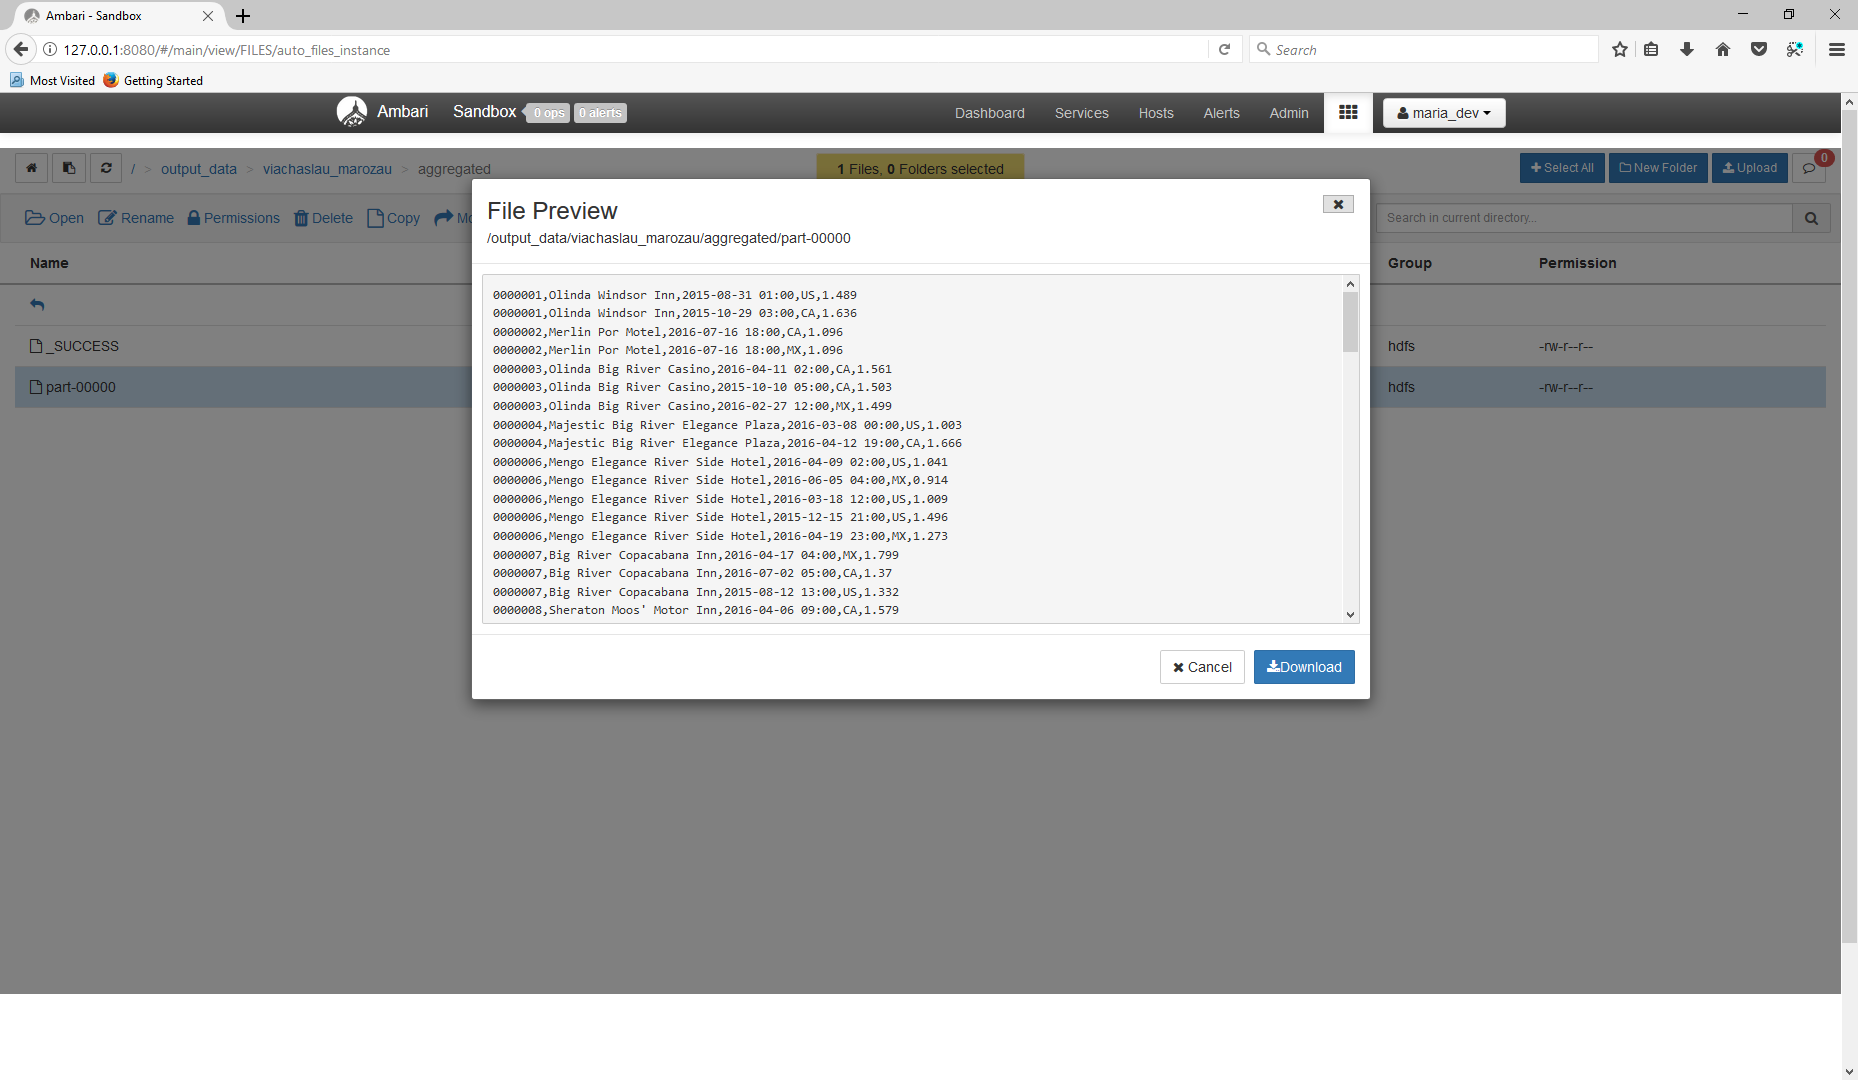 Ambari - Sandbox
127.0.0.1:8080/#/main/view/FILES/auto_files_instance
Search
Most Visited Getting Started
Ambari Sandbox 0 ops 0 alerts Dashboard Services Hosts Alerts Admin maria_dev
/ > output_data > viachaslau_marozau > aggregated 1 Files, 0 Folders selected Select All New Folder Upload 0
Open Rename Permissions Delete Copy Mo Search in current directory...
File Preview
/output_data/viachaslau_marozau/aggregated/part-00000
Name Group Permission
_SUCCESS hdfs -rw-r--r--
part-00000 hdfs -rw-r--r--
0000001,Olinda Windsor Inn,2015-08-31 01:00,US,1.489
0000001,Olinda Windsor Inn,2015-10-29 03:00,CA,1.636
0000002,Merlin Por Motel,2016-07-16 18:00,CA,1.096
0000002,Merlin Por Motel,2016-07-16 18:00,MX,1.096
0000003,Olinda Big River Casino,2016-04-11 02:00,CA,1.561
0000003,Olinda Big River Casino,2015-10-10 05:00,CA,1.503
0000003,Olinda Big River Casino,2016-02-27 12:00,MX,1.499
0000004,Majestic Big River Elegance Plaza,2016-03-08 00:00,US,1.003
0000004,Majestic Big River Elegance Plaza,2016-04-12 19:00,CA,1.666
0000006,Mengo Elegance River Side Hotel,2016-04-09 02:00,US,1.041
0000006,Mengo Elegance River Side Hotel,2016-06-05 04:00,MX,0.914
0000006,Mengo Elegance River Side Hotel,2016-03-18 12:00,US,1.009
0000006,Mengo Elegance River Side Hotel,2015-12-15 21:00,US,1.496
0000006,Mengo Elegance River Side Hotel,2016-04-19 23:00,MX,1.273
0000007,Big River Copacabana Inn,2016-04-17 04:00,MX,1.799
0000007,Big River Copacabana Inn,2016-07-02 05:00,CA,1.37
0000007,Big River Copacabana Inn,2015-08-12 13:00,US,1.332
0000008,Sheraton Moos' Motor Inn,2016-04-06 09:00,CA,1.579
Cancel Download